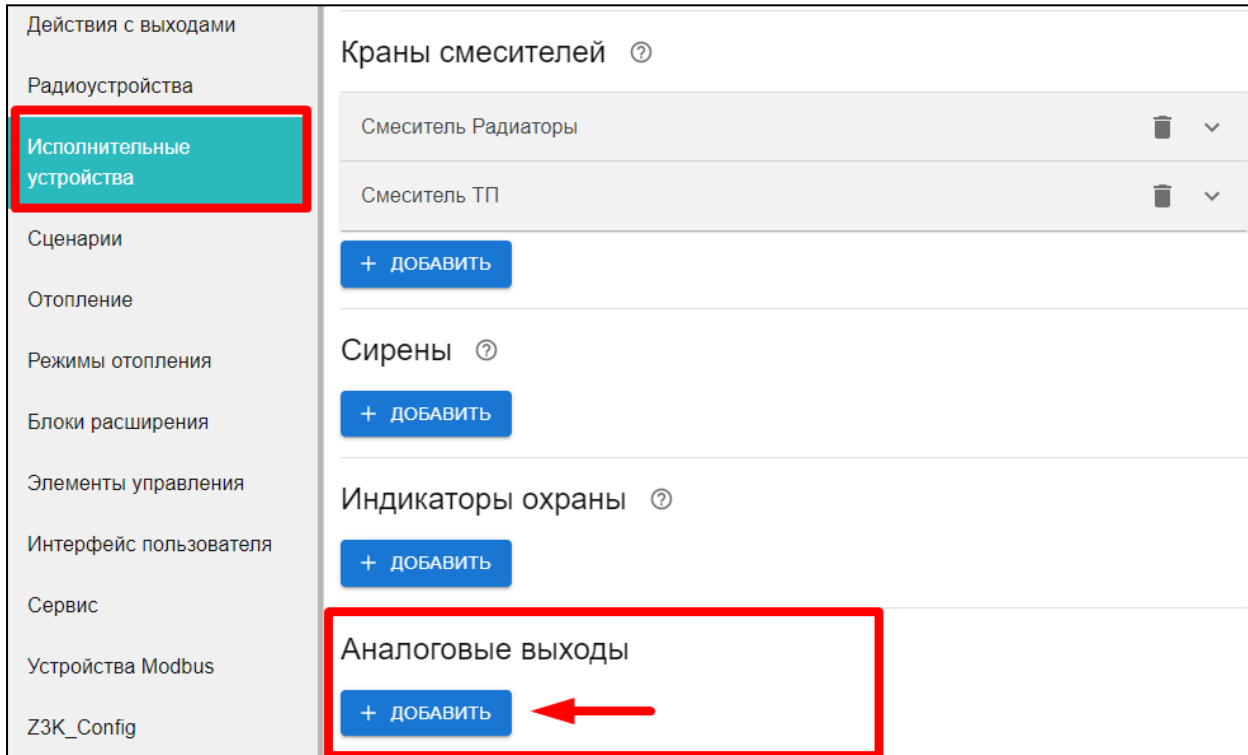 Действия с выходами
Радиоустройства
Исполнительные
устройства
Сценарии
Отопление
Режимы отопления
Блоки расширения
Элементы управления
Интерфейс пользователя
Сервис
Устройства Modbus
Z3K_Config
Краны смесителей ?
Смеситель Радиаторы
Смеситель ТП
+ ДОБАВИТЬ
Сирены ?
+ ДОБАВИТЬ
Индикаторы охраны ?
+ ДОБАВИТЬ
Аналоговые выходы
+ ДОБАВИТЬ